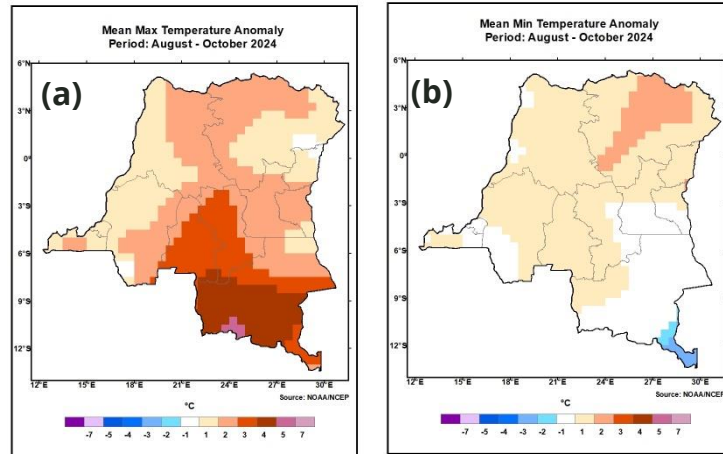 Mean Max Temperature Anomaly
Period: August - October 2024
(a)
6°N
3°N
0°
3°S
6°S
9°S
12°S
12°E 15°E 18°E 21°E 24°E 27°E 30°E
Source: NOAA/NCEP
°C
-7 -5 -4 -3 -2 -1 1 2 3 4 5 7
Mean Min Temperature Anomaly
Period: August - October 2024
(b)
6°N
3°N
0°
3°S
6°S
9°S
12°S
12°E 15°E 18°E 21°E 24°E 27°E 30°E
Source: NOAA/NCEP
°C
-7 -5 -4 -3 -2 -1 1 2 3 4 5 7